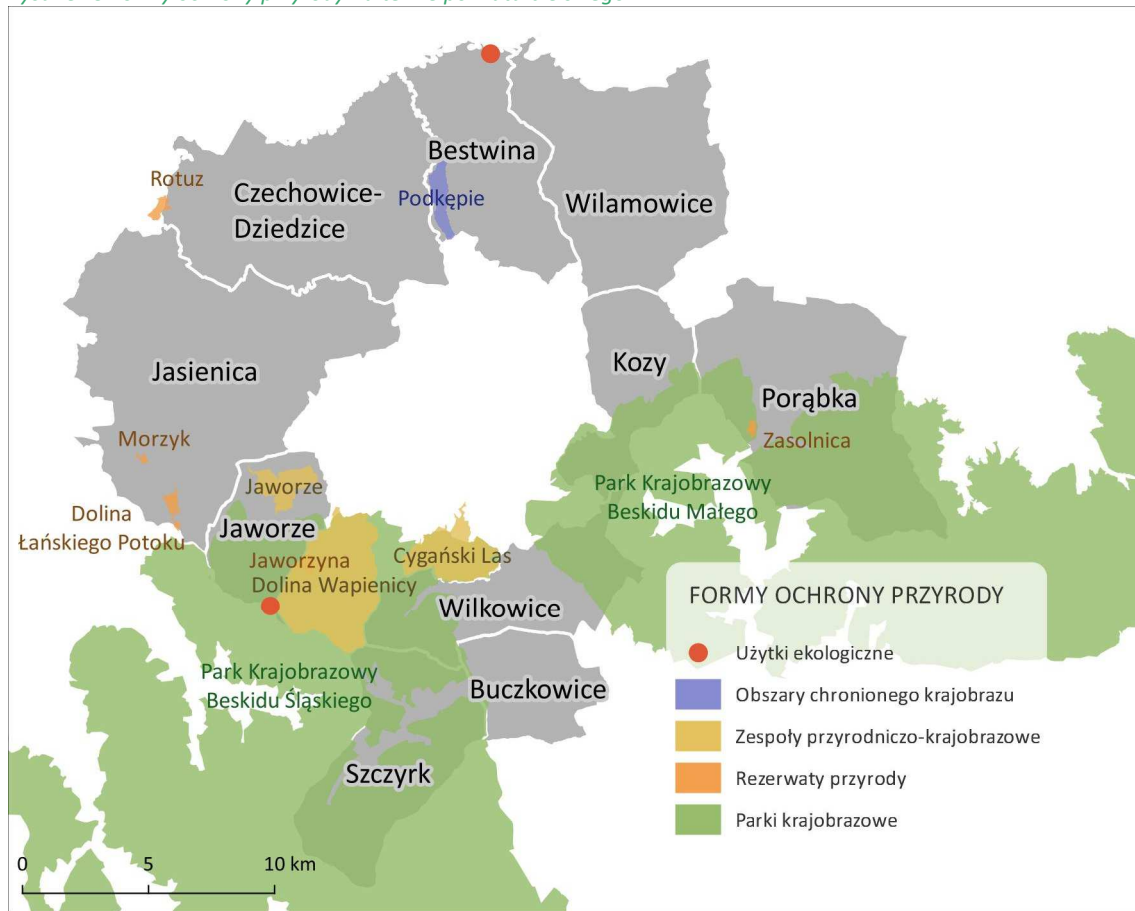 Bestwina
Rotuz
Czechowice-
Dziedzice
Podkępie
Wilamowice
Jasienica
Kozy
Porąbka
Morzyk
Zasolnica
Jaworze
Park Krajobrazowy
Beskidu Małego
Dolina
Łańskiego Potoku
Jaworze
Jaworzyna
Dolina Wapienicy
Cygański Las
Wilkowice
Park Krajobrazowy
Beskidu Śląskiego
Buczkowice
Szczyrk
FORMY OCHRONY PRZYRODY
Użytki ekologiczne
Obszary chronionego krajobrazu
Zespoły przyrodniczo-krajobrazowe
Rezerwaty przyrody
Parki krajobrazowe
0 5 10 km